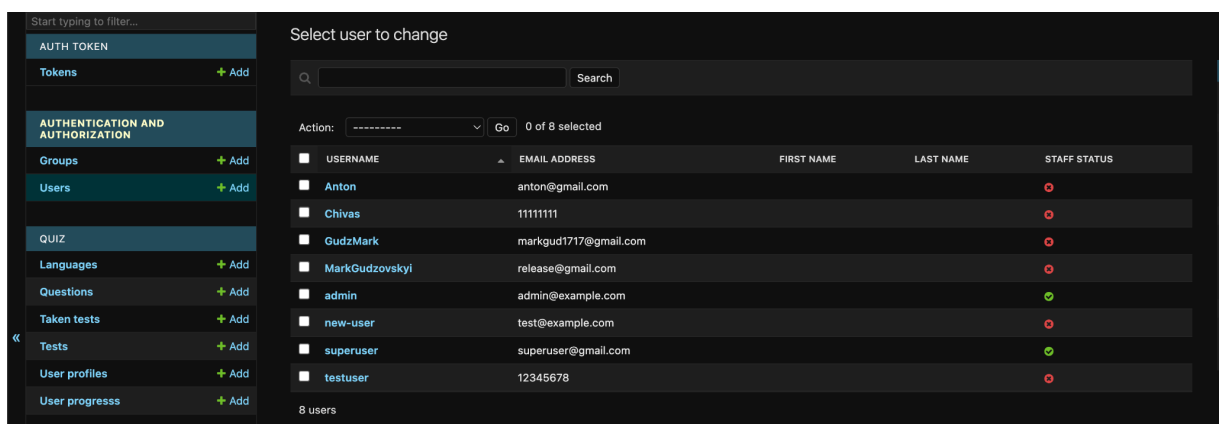 Start typing to filter...
AUTH TOKEN
Tokens + Add
AUTHENTICATION AND
AUTHORIZATION
Groups + Add
Users + Add
QUIZ
Languages + Add
Questions + Add
Taken tests + Add
Tests + Add
User profiles + Add
User progresss + Add
«
Select user to change
Search
Action: --------- Go 0 of 8 selected
USERNAME EMAIL ADDRESS FIRST NAME LAST NAME STAFF STATUS
Anton anton@gmail.com
Chivas 11111111
GudzMark markgud1717@gmail.com
MarkGudzovskyi release@gmail.com
admin admin@example.com
new-user test@example.com
superuser superuser@gmail.com
testuser 12345678
8 users